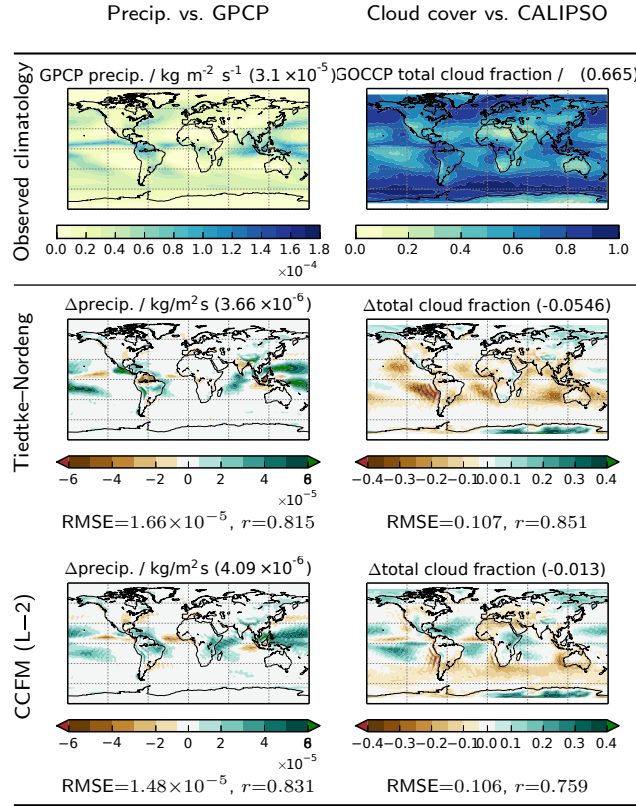 Precip. vs. GPCP Cloud cover vs. CALIPSO
Observed climatology
GPCP precip. / kg m⁻² s⁻¹ (3.1 ×10⁻⁵) GOCCP total cloud fraction / (0.665)
0.0 0.2 0.4 0.6 0.8 1.0 1.2 1.4 1.6 1.8 0.0 0.2 0.4 0.6 0.8 1.0
×10⁻⁴
Tiedtke–Nordeng
Δprecip. / kg/m²s (3.66 ×10⁻⁶) Δtotal cloud fraction (-0.0546)
−6 −4 −2 0 2 4 6 −0.4 −0.3 −0.2 −0.1 0.0 0.1 0.2 0.3 0.4
×10⁻⁵
RMSE=1.66×10⁻⁵, r=0.815 RMSE=0.107, r=0.851
CCFM (L−2)
Δprecip. / kg/m²s (4.09 ×10⁻⁶) Δtotal cloud fraction (-0.013)
−6 −4 −2 0 2 4 6 −0.4 −0.3 −0.2 −0.1 0.0 0.1 0.2 0.3 0.4
×10⁻⁵
RMSE=1.48×10⁻⁵, r=0.831 RMSE=0.106, r=0.759